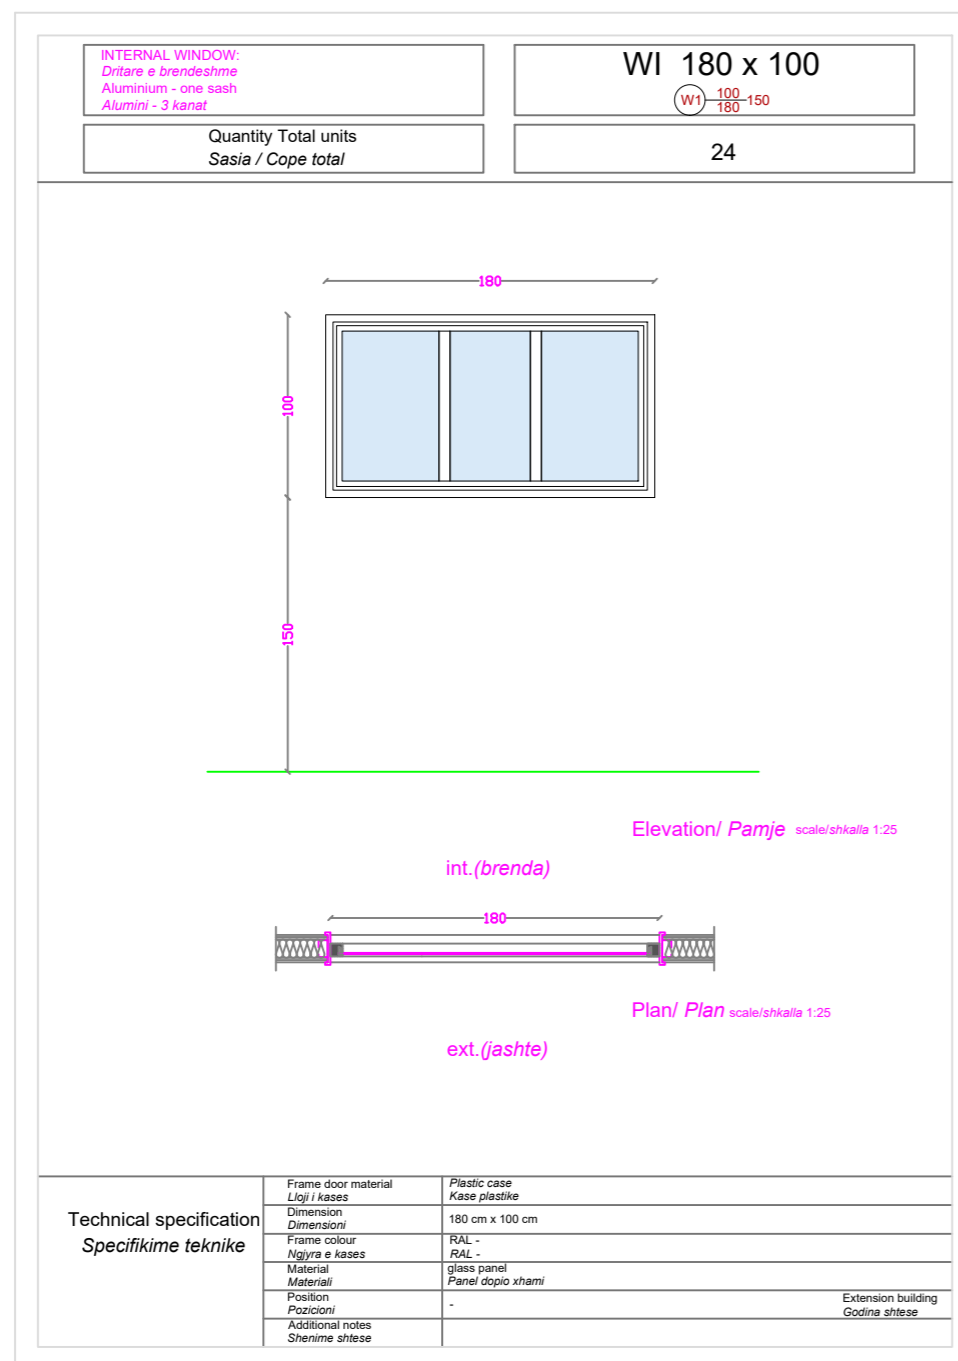 INTERNAL WINDOW:
Dritare e brendeshme
Aluminium - one sash
Alumini - 3 kanat
WI 180 x 100
W1 100 150
180
Quantity Total units
Sasia / Cope total
24
180
100
150
Elevation/ Pamje scale/shkalla 1:25
int.(brenda)
180
Plan/ Plan scale/shkalla 1:25
ext.(jashte)
Technical specification
Specifikime teknike
Frame door material
Lloji i kases
Plastic case
Kase plastike
Dimension
Dimensioni
180 cm x 100 cm
Frame colour
Ngjyra e kases
RAL -
RAL -
Material
Materiali
glass panel
Panel dopio xhami
Position
Pozicioni
-
Extension building
Godina shtese
Additional notes
Shenime shtese